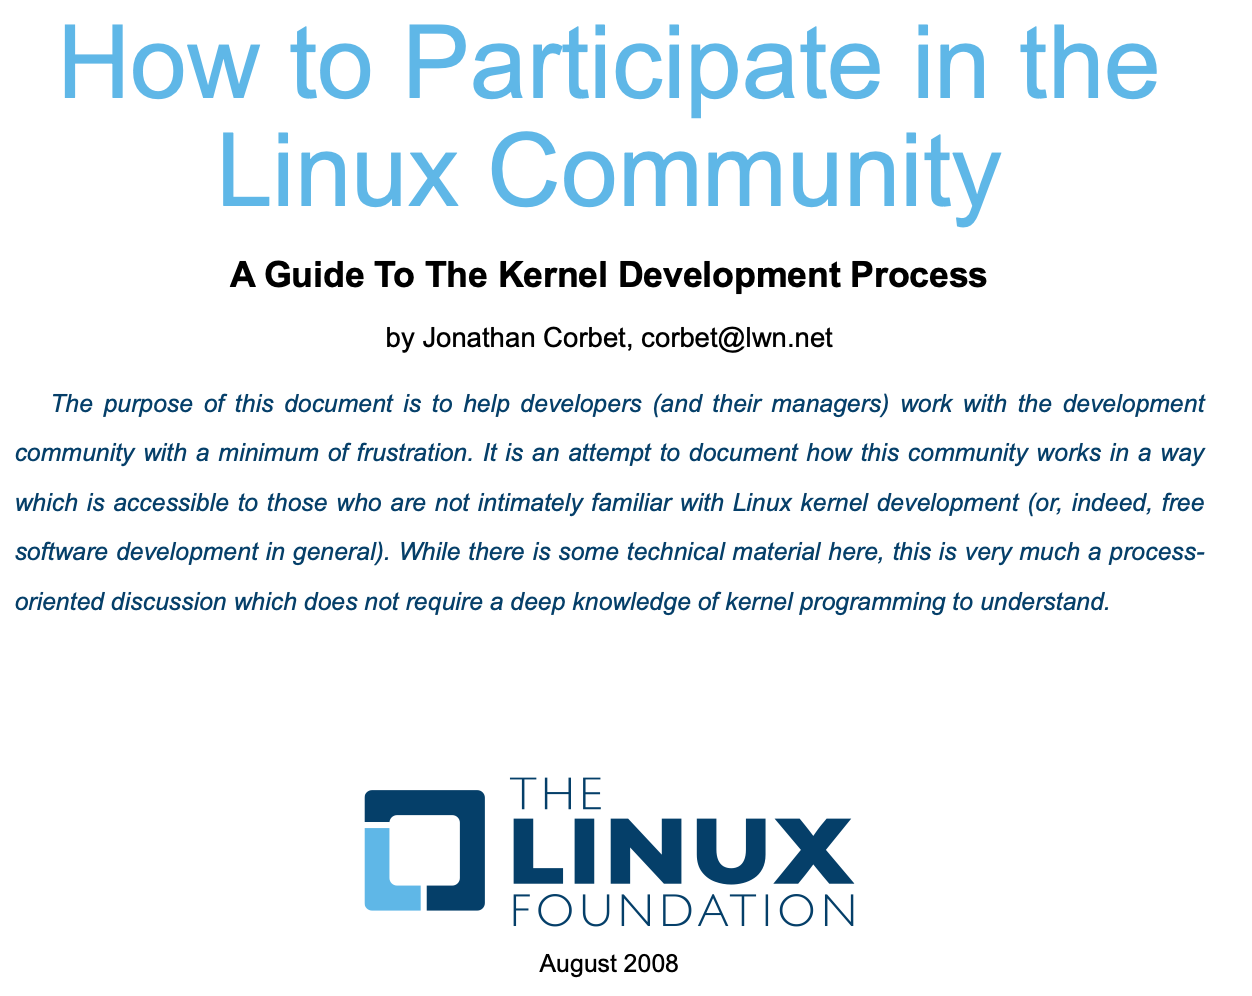 How to Participate in the
Linux Community
A Guide To The Kernel Development Process
by Jonathan Corbet, corbet@lwn.net
The purpose of this document is to help developers (and their managers) work with the development
community with a minimum of frustration. It is an attempt to document how this community works in a way
which is accessible to those who are not intimately familiar with Linux kernel development (or, indeed, free
software development in general). While there is some technical material here, this is very much a process-
oriented discussion which does not require a deep knowledge of kernel programming to understand.
THE
LINUX
FOUNDATION
August 2008